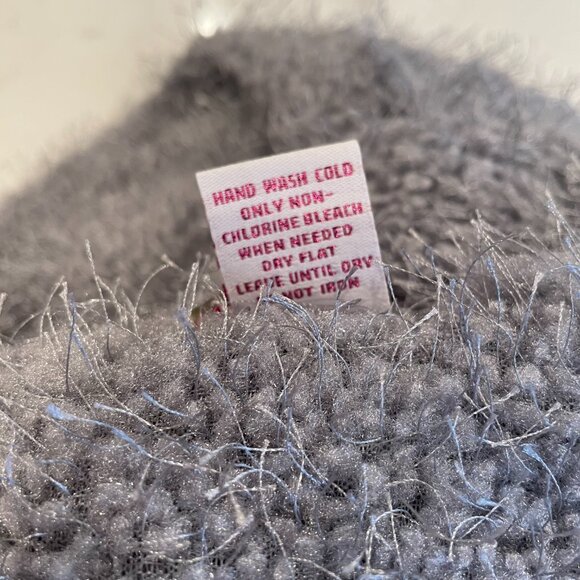 HAND WASH COLD
ONLY NON-
CHLORINE BLEACH
WHEN NEEDED
DRY FLAT
LEAVE UNTIL DRY
NOT IRON